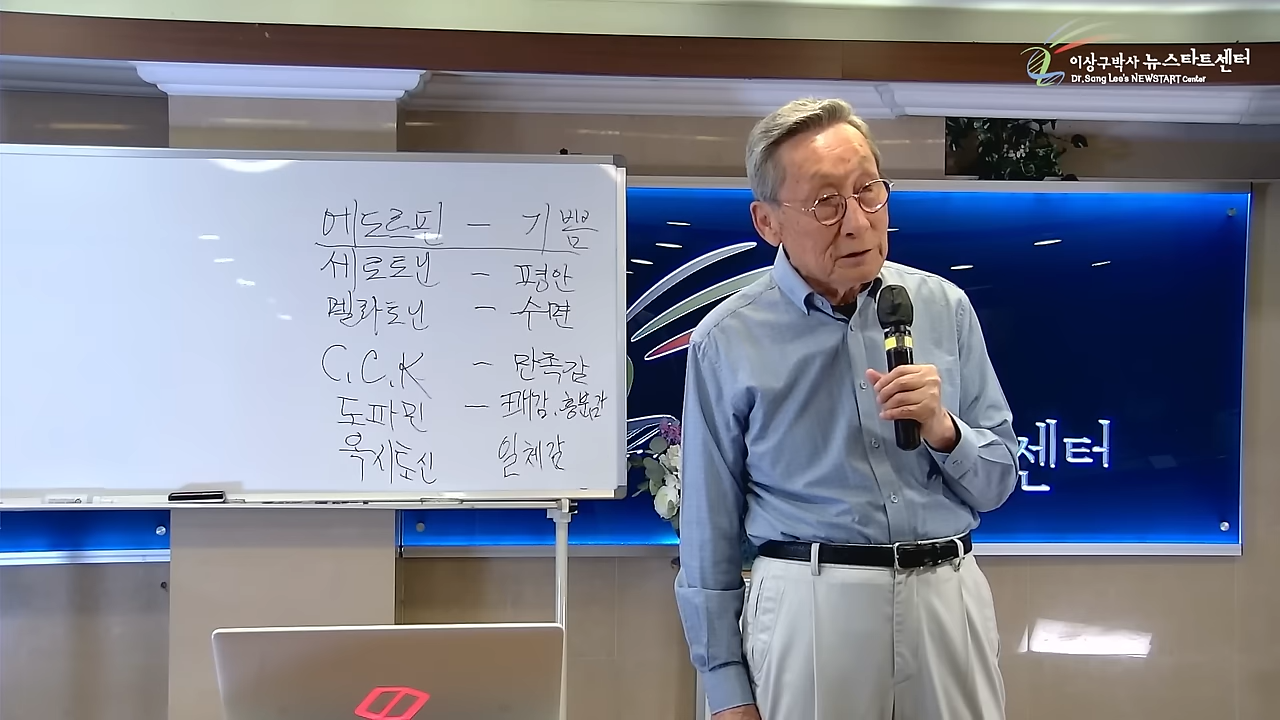 이상구박사 뉴스타트센터
Dr. Sang Lee's NEWSTART Center
에도르핀 - 기쁨
세로토닌 - 평안
멜라토닌 - 수면
C.C.K - 만족감
도파민 - 쾌감, 흥분감
옥시토신 일체감
센터